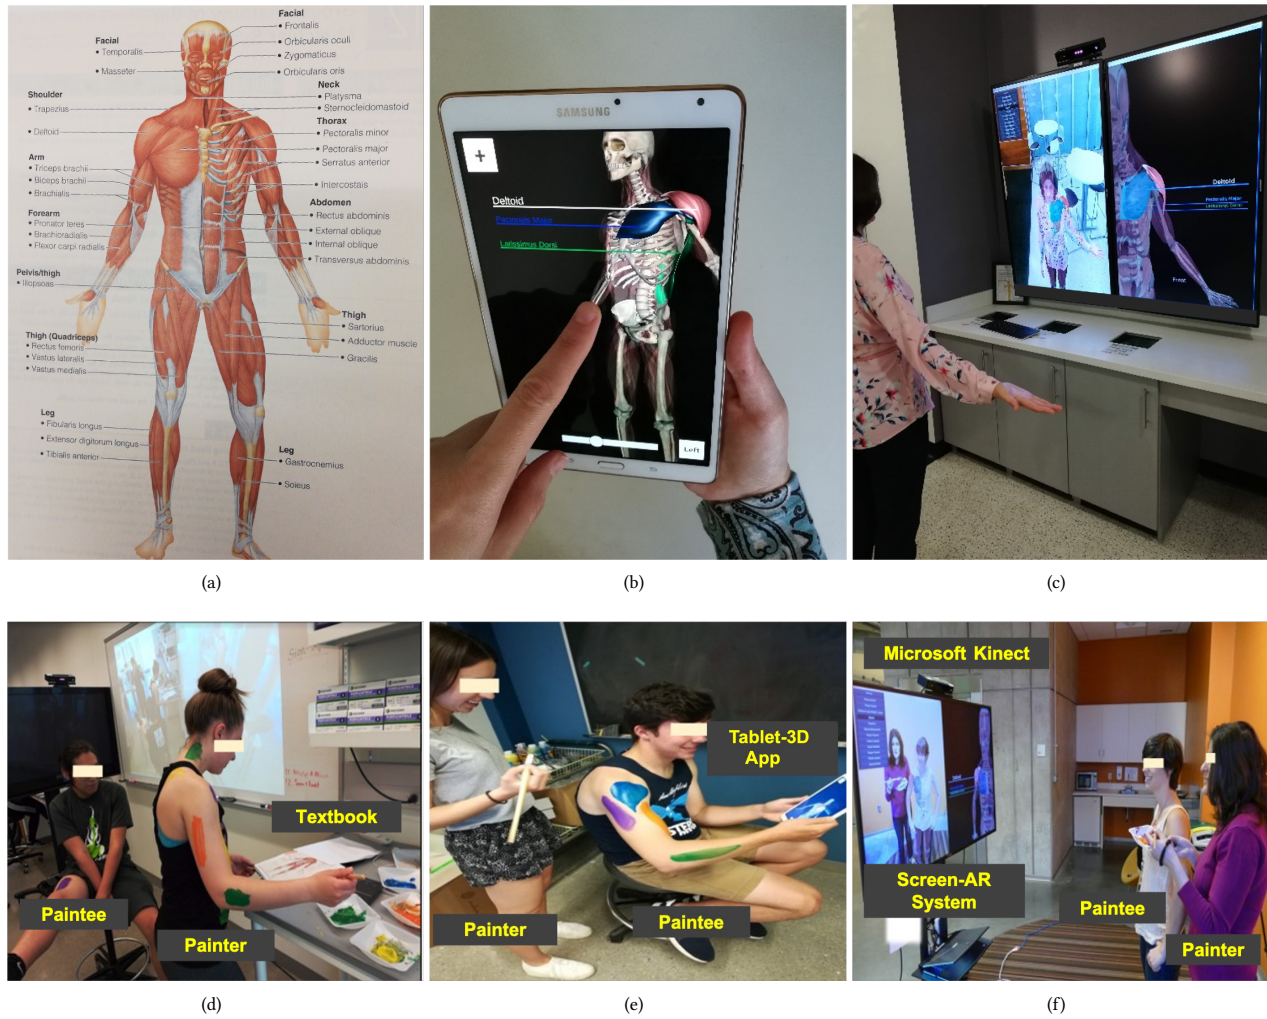 Facial
• Frontalis
• Orbicularis oculi
• Zygomaticus
• Orbicularis oris
Facial
• Temporalis
• Masseter
Neck
• Platysma
• Sternocleidomastoid
Shoulder
• Trapezius
• Deltoid
Thorax
• Pectoralis minor
• Pectoralis major
• Serratus anterior
• Intercostals
Arm
• Triceps brachii
• Biceps brachii
• Brachialis
Abdomen
• Rectus abdominis
• External oblique
• Internal oblique
• Transversus abdominis
Forearm
• Pronator teres
• Brachioradialis
• Flexor carpi radialis
Pelvis/thigh
• Iliopsoas
Thigh
• Sartorius
• Adductor muscle
• Gracilis
Thigh (Quadriceps)
• Rectus femoris
• Vastus lateralis
• Vastus medialis
Leg
• Fibularis longus
• Extensor digitorum longus
• Tibialis anterior
Leg
• Gastrocnemius
• Soleus
(a)
SAMSUNG
+
Deltoid
Pectoralis Major
Latissimus Dorsi
Left
(b)
Deltoid
Pectoralis Major
Latissimus Dorsi
Front
(c)
Textbook
Paintee
Painter
(d)
Tablet-3D
App
Painter
Paintee
(e)
Microsoft Kinect
Screen-AR
System
Paintee
Painter
(f)